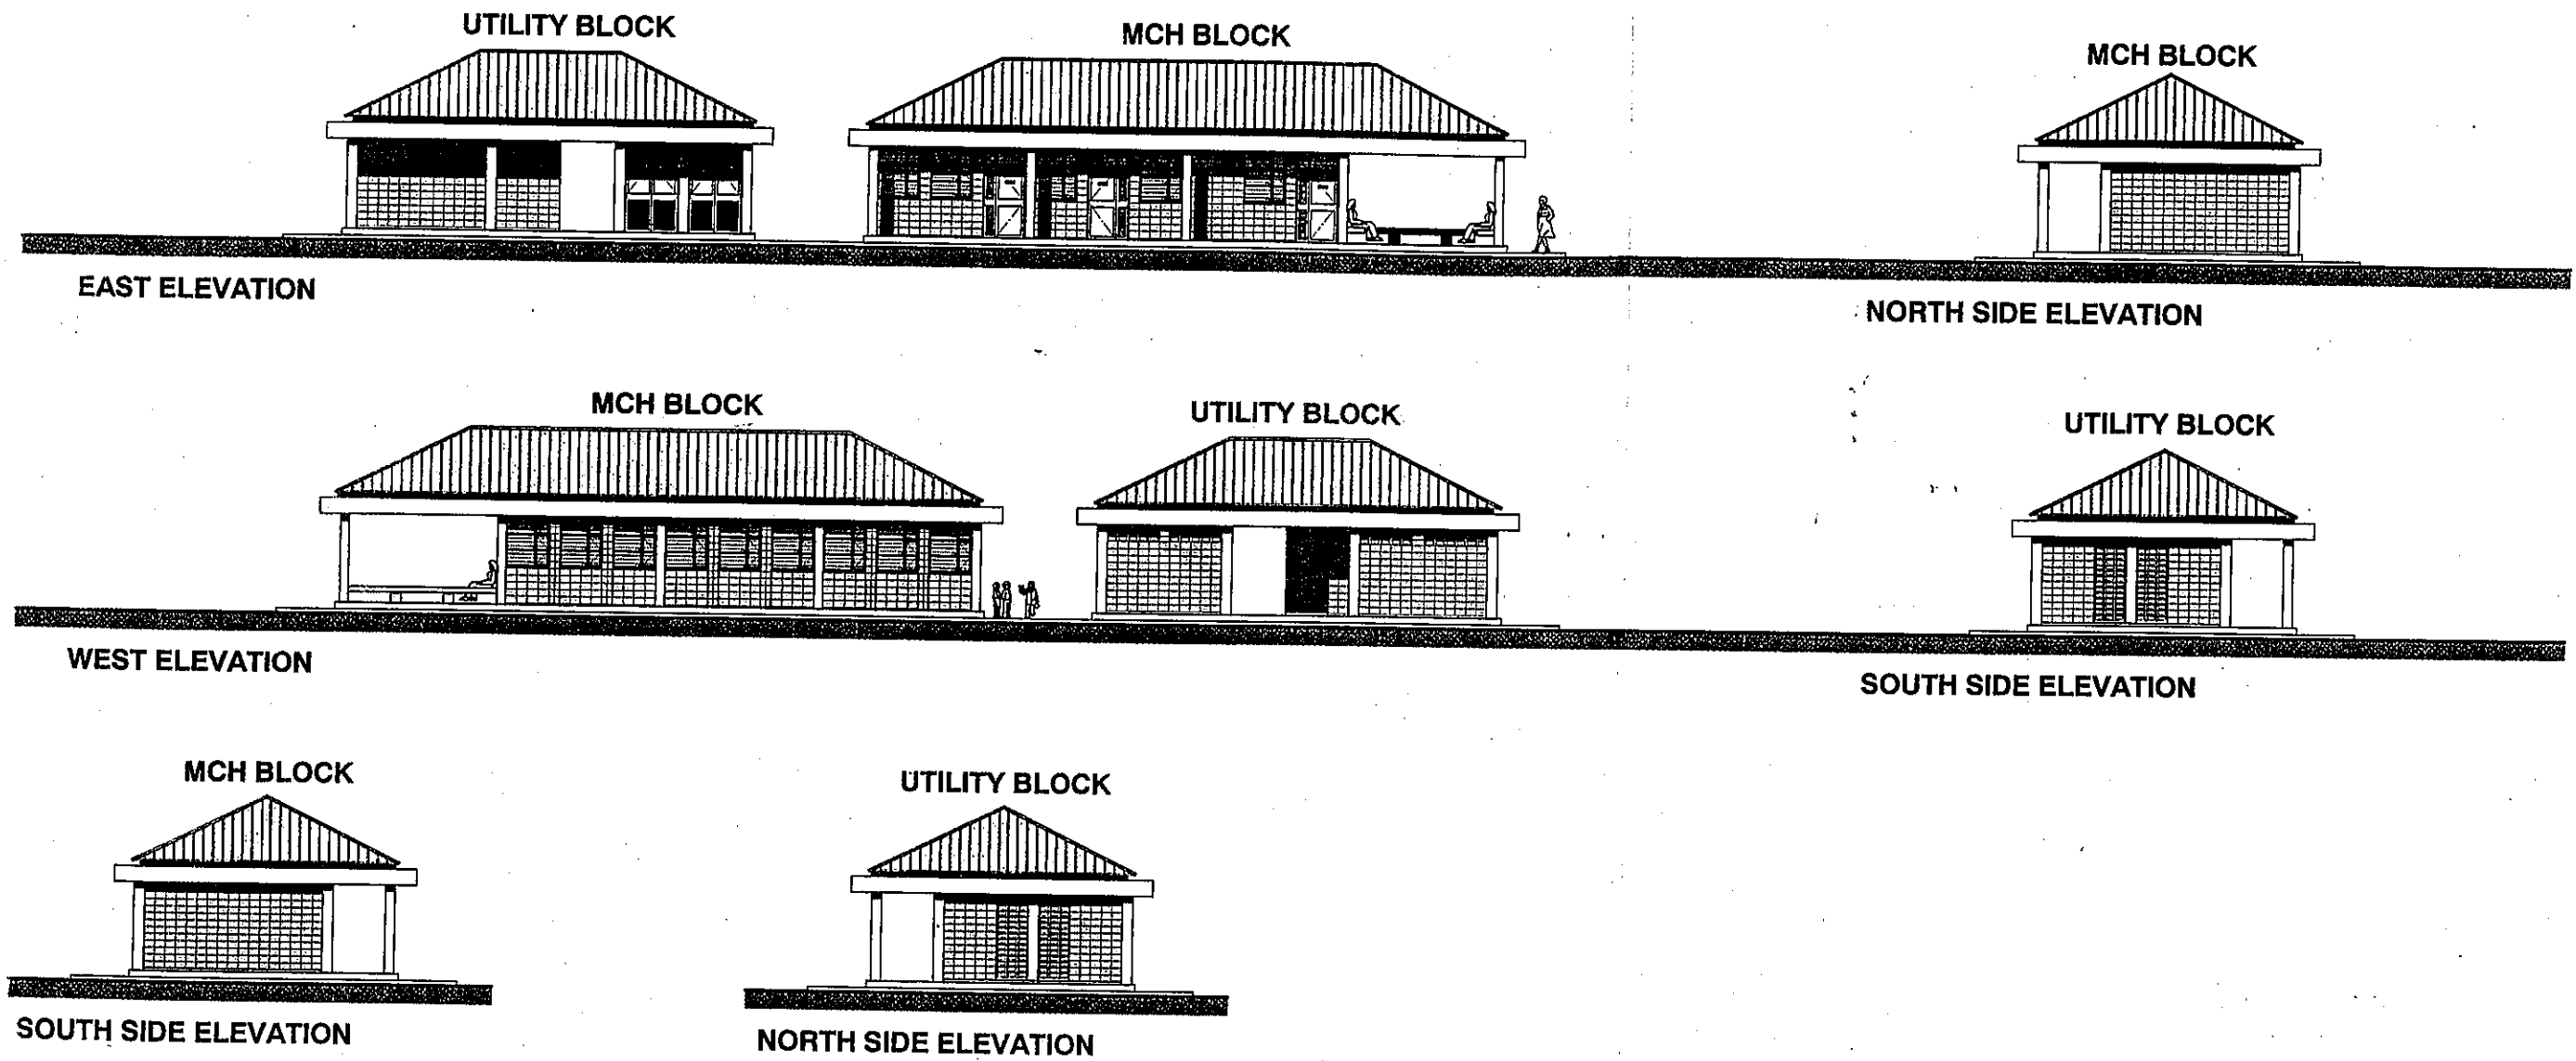 UTILITY BLOCK
MCH BLOCK
MCH BLOCK
EAST ELEVATION
NORTH SIDE ELEVATION
MCH BLOCK
UTILITY BLOCK
UTILITY BLOCK
WEST ELEVATION
SOUTH SIDE ELEVATION
MCH BLOCK
UTILITY BLOCK
SOUTH SIDE ELEVATION
NORTH SIDE ELEVATION